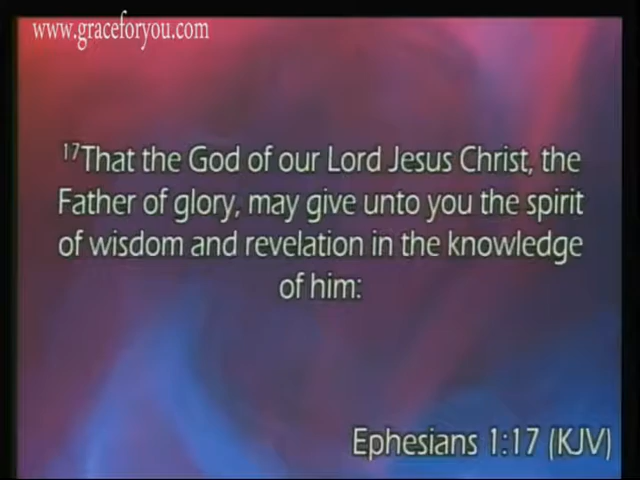 www.graceforyou.com
17That the God of our Lord Jesus Christ, the
Father of glory, may give unto you the spirit
of wisdom and revelation in the knowledge
of him:
Ephesians 1:17 (KJV)